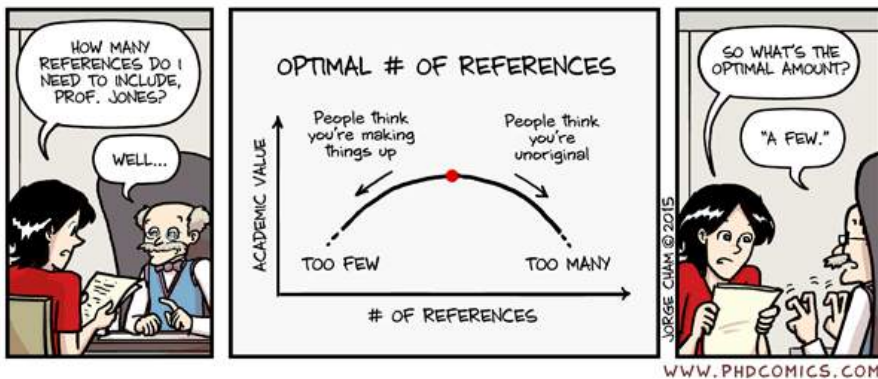 HOW MANY
REFERENCES DO I
NEED TO INCLUDE,
PROF. JONES?
WELL...
OPTIMAL # OF REFERENCES
People think
you're making
things up
People think
you're
unoriginal
ACADEMIC VALUE
TOO FEW
TOO MANY
# OF REFERENCES
JORGE CHAM © 2015
SO WHAT'S THE
OPTIMAL AMOUNT?
"A FEW."
WWW.PHDCOMICS.COM